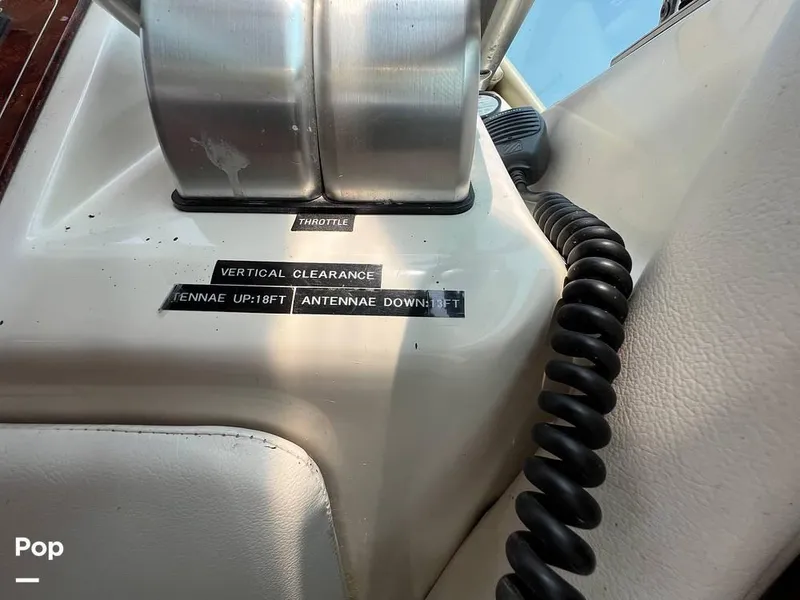 THROTTLE
VERTICAL CLEARANCE
TENNAE UP:18FT ANTENNAE DOWN:13FT
Pop